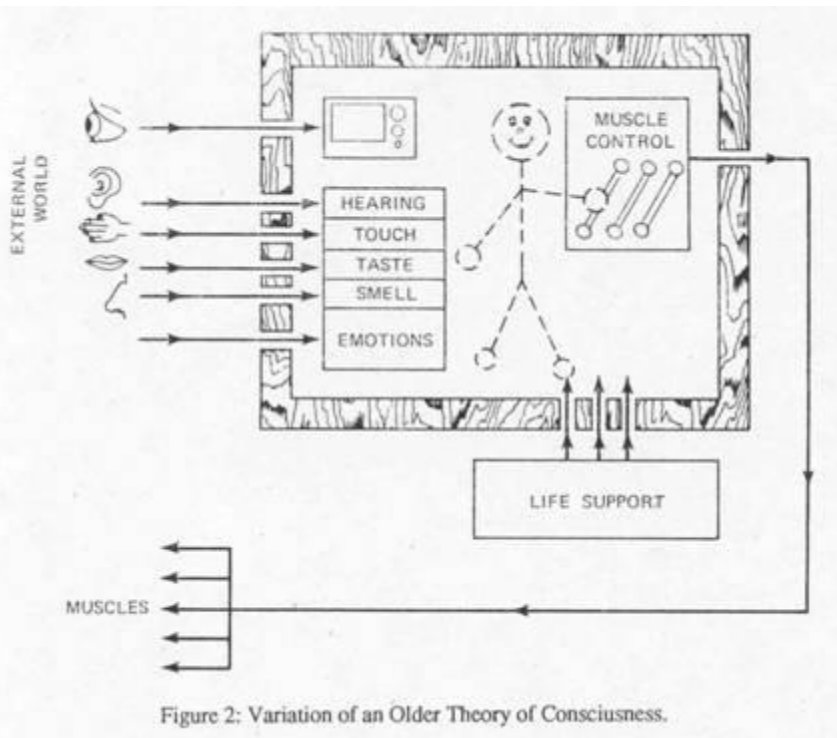 EXTERNAL
WORLD
MUSCLE
CONTROL
HEARING
TOUCH
TASTE
SMELL
EMOTIONS
LIFE SUPPORT
MUSCLES
Figure 2: Variation of an Older Theory of Consciusness.